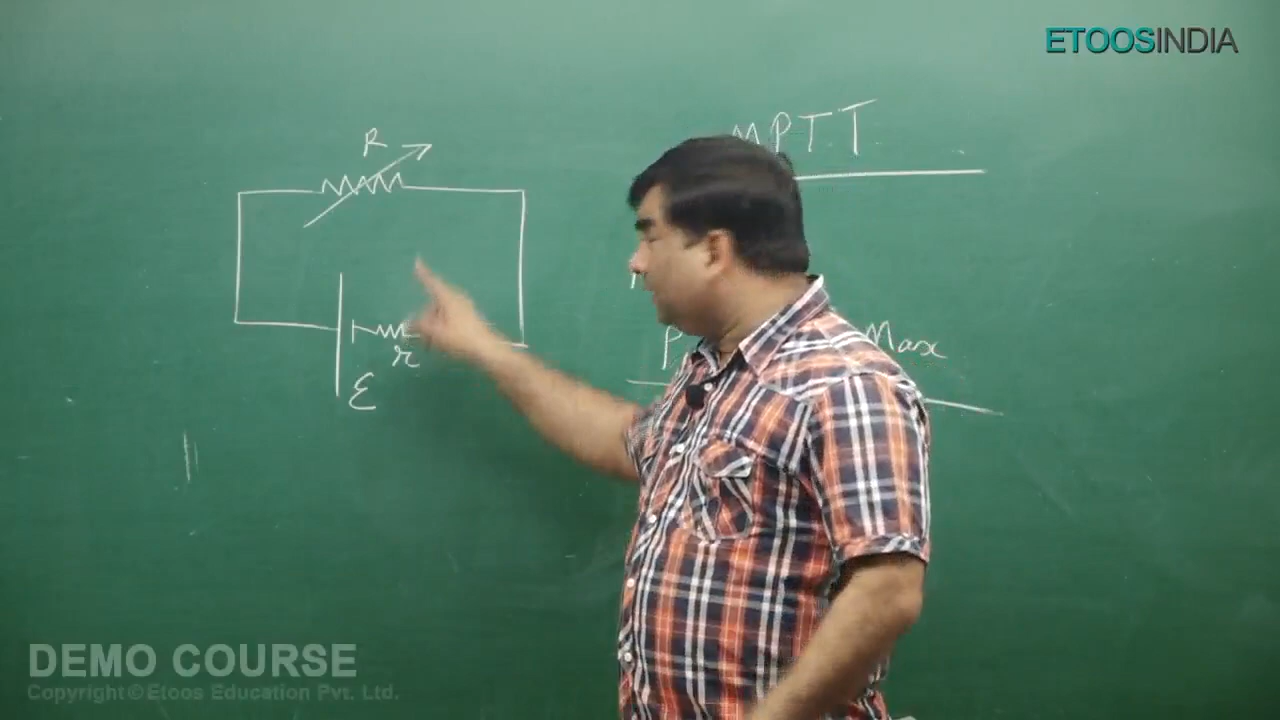 ETOOSINDIA
MPTT
R
r
ε
Max
DEMO COURSE
Copyright © Etoos Education Pvt. Ltd.